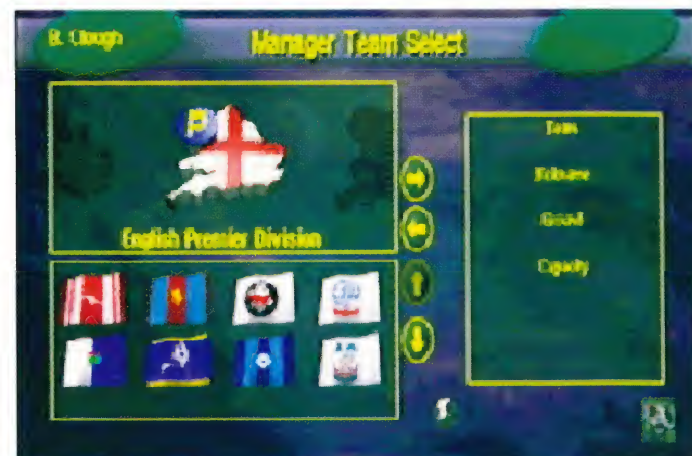 B. Clough
Manager Team Select
English Premier Division
P
Team
Nickname
Ground
Capacity